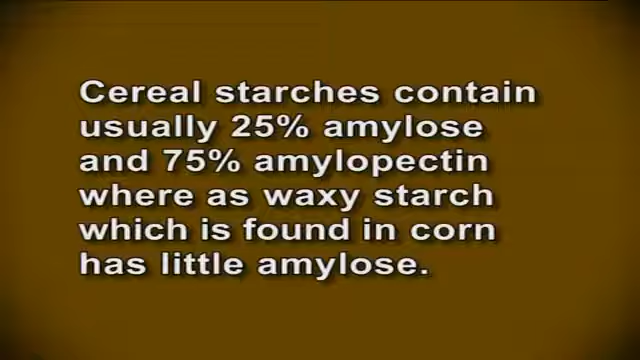 Cereal starches contain
usually 25% amylose
and 75% amylopectin
where as waxy starch
which is found in corn
has little amylose.